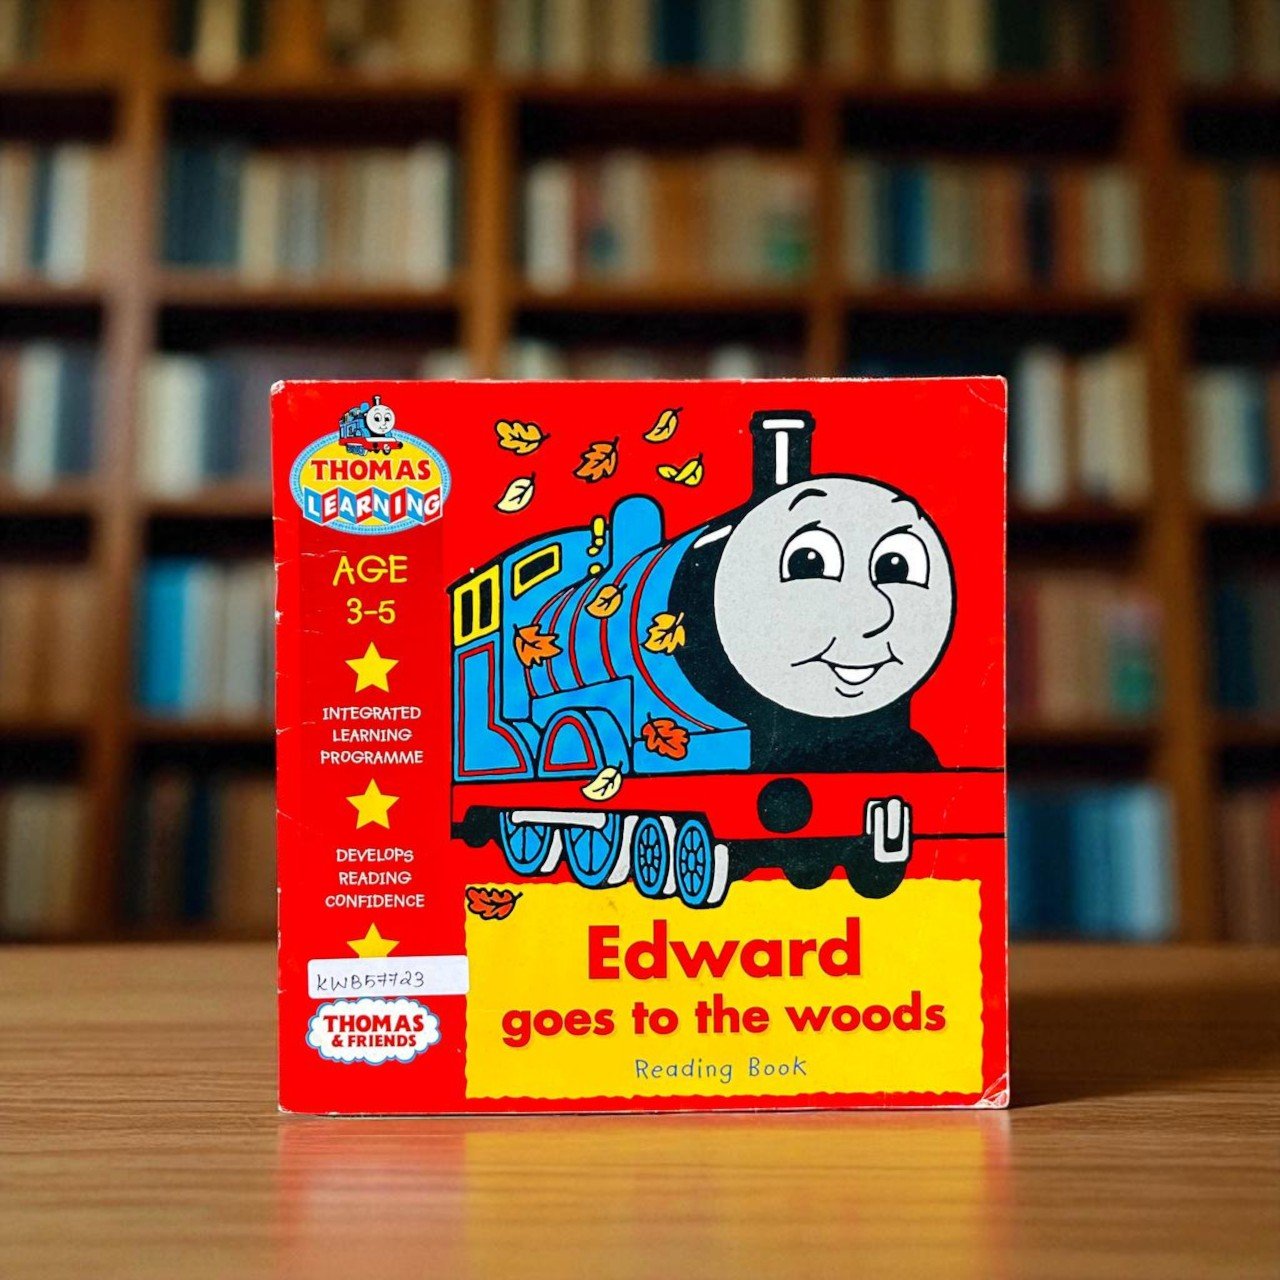 THOMAS
LEARNING
AGE
3-5
INTEGRATED
LEARNING
PROGRAMME
DEVELOPS
READING
CONFIDENCE
KWB57723
THOMAS
& FRIENDS
Edward
goes to the woods
Reading Book